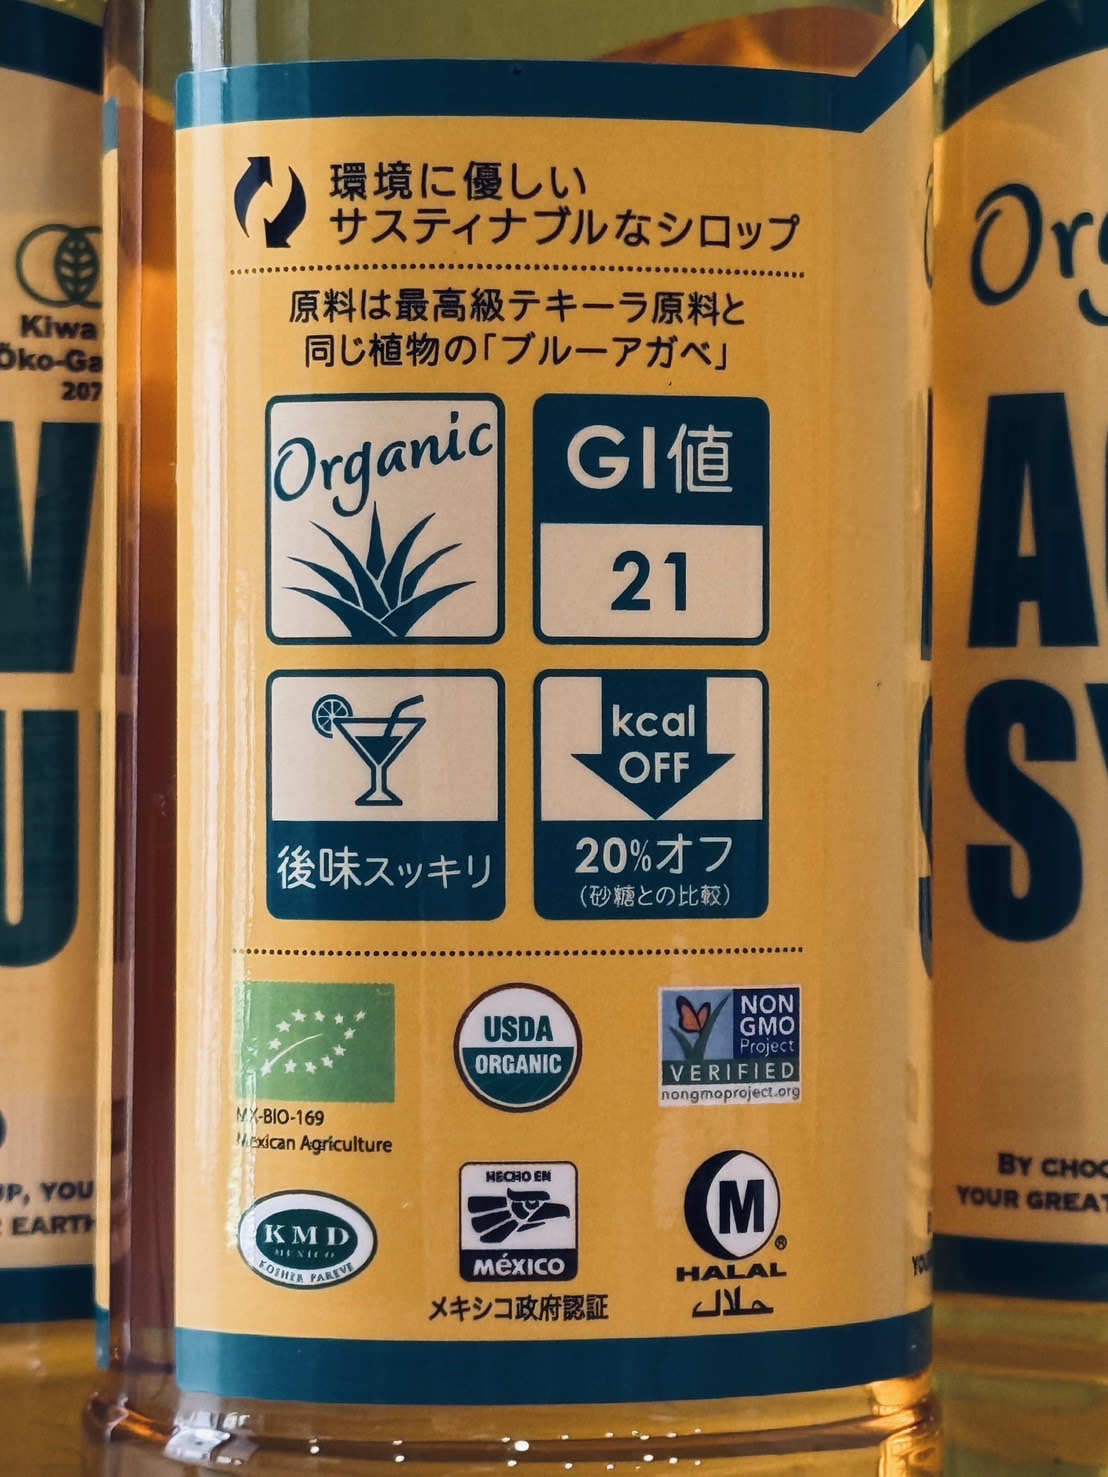 環境に優しい
サスティナブルなシロップ
原料は最高級テキーラ原料と
同じ植物の「ブルーアガベ」
Organic
GI値
21
後味スッキリ
kcal
OFF
20%オフ
(砂糖との比較)
MX-BIO-169
Mexican Agriculture
USDA
ORGANIC
NON
GMO
Project
VERIFIED
nongmoproject.org
KMD
MEXICO
KOSHER PAREVE
HECHO EN
MéXICO
メキシコ政府認証
M
®
HALAL
حلال
Kiwa
Öko-Ga
207
UP, YOU
EARTH
Org
SY
BY CHOO
YOUR GREAT